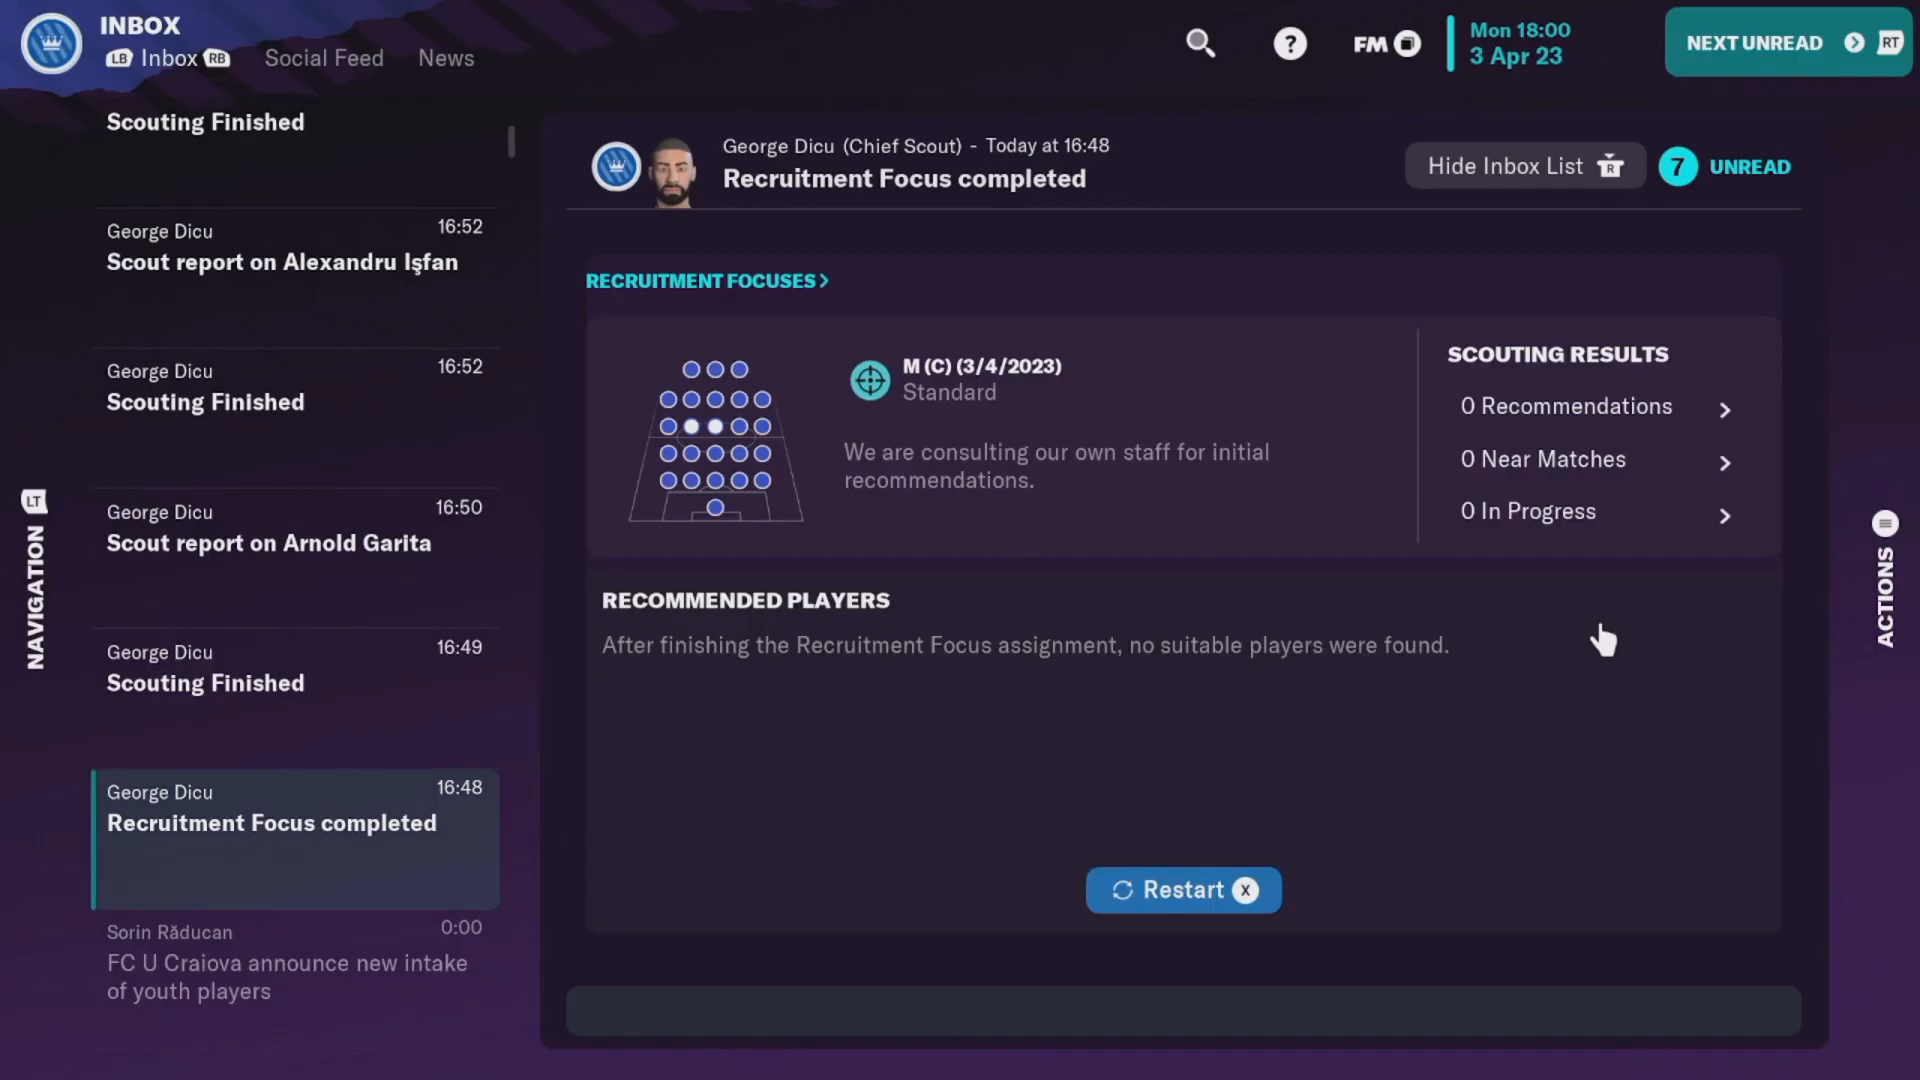 INBOX
LB Inbox RB Social Feed News
FM
Mon 18:00
3 Apr 23
NEXT UNREAD RT
Scouting Finished
George Dicu 16:52
Scout report on Alexandru Işfan
George Dicu 16:52
Scouting Finished
George Dicu 16:50
Scout report on Arnold Garita
George Dicu 16:49
Scouting Finished
George Dicu 16:48
Recruitment Focus completed
Sorin Răducan 0:00
FC U Craiova announce new intake
of youth players
LT
NAVIGATION
George Dicu (Chief Scout) - Today at 16:48
Recruitment Focus completed
Hide Inbox List R
7 UNREAD
RECRUITMENT FOCUSES >
M (C) (3/4/2023)
Standard
We are consulting our own staff for initial
recommendations.
SCOUTING RESULTS
0 Recommendations
0 Near Matches
0 In Progress
RECOMMENDED PLAYERS
After finishing the Recruitment Focus assignment, no suitable players were found.
Restart X
ACTIONS